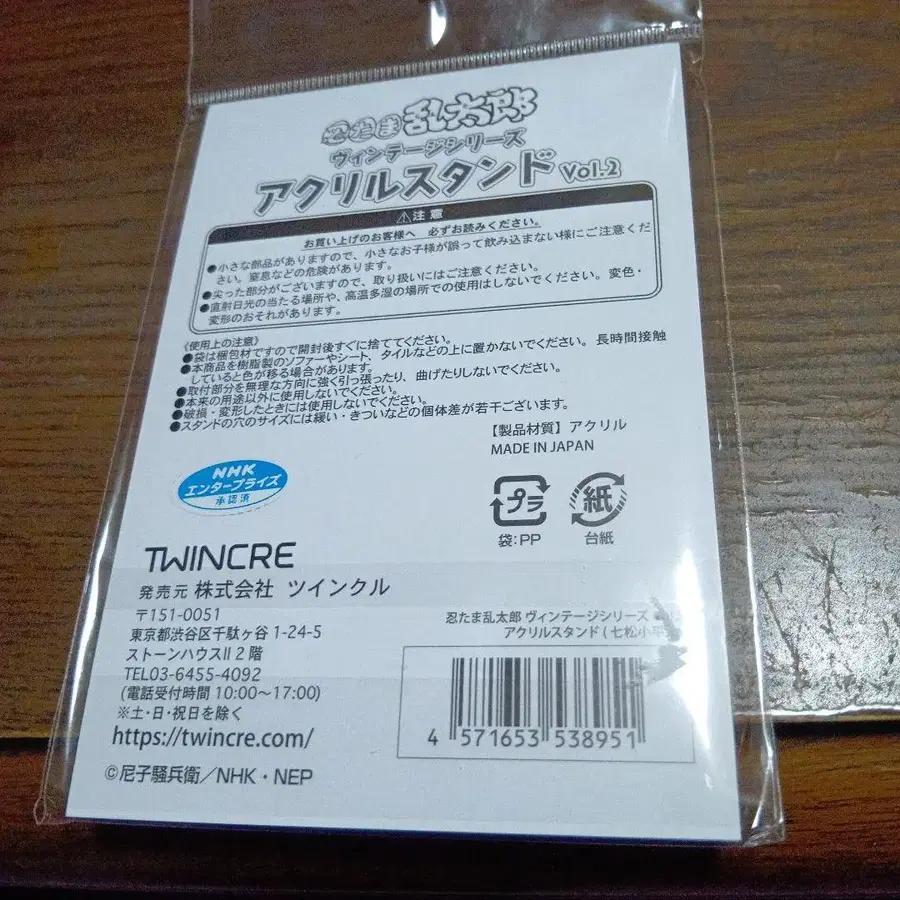 忍たま乱太郎
ヴィンテージシリーズ
アクリルスタンド Vol.2
⚠注意
お買い上げのお客様へ 必ずお読みください。
●小さな部品がありますので、小さなお子様が誤って飲み込まない様にご注意くだ
さい。窒息などの危険があります。
●尖った部分がございますので、取り扱いにはご注意ください。
●直射日光の当たる場所や、高温多湿の場所での使用はしないでください。変色・
変形のおそれがあります。
《使用上の注意》
●袋は梱包材ですので開封後すぐに捨ててください。
●本商品を樹脂製のソファーやシート、タイルなどの上に置かないでください。長時間接触
していると色が移る場合があります。
●取付部分を無理な方向に強く引っ張ったり、曲げたりしないでください。
●本来の用途以外に使用しないでください。
●破損・変形したときには使用しないでください。
●スタンドの穴のサイズには緩い・きついなどの個体差が若干ございます。
【製品材質】アクリル
MADE IN JAPAN
NHK
エンタープライズ
承認済
プラ
袋:PP
紙
台紙
TWINCRE
発売元 株式会社 ツインクル
〒151-0051
東京都渋谷区千駄ヶ谷 1-24-5
ストーンハウスII 2階
TEL03-6455-4092
(電話受付時間 10:00〜17:00)
※土・日・祝日を除く
https://twincre.com/
©尼子騒兵衛/NHK・NEP
忍たま乱太郎 ヴィンテージシリーズ
アクリルスタンド(七松小平
4 571653 538951